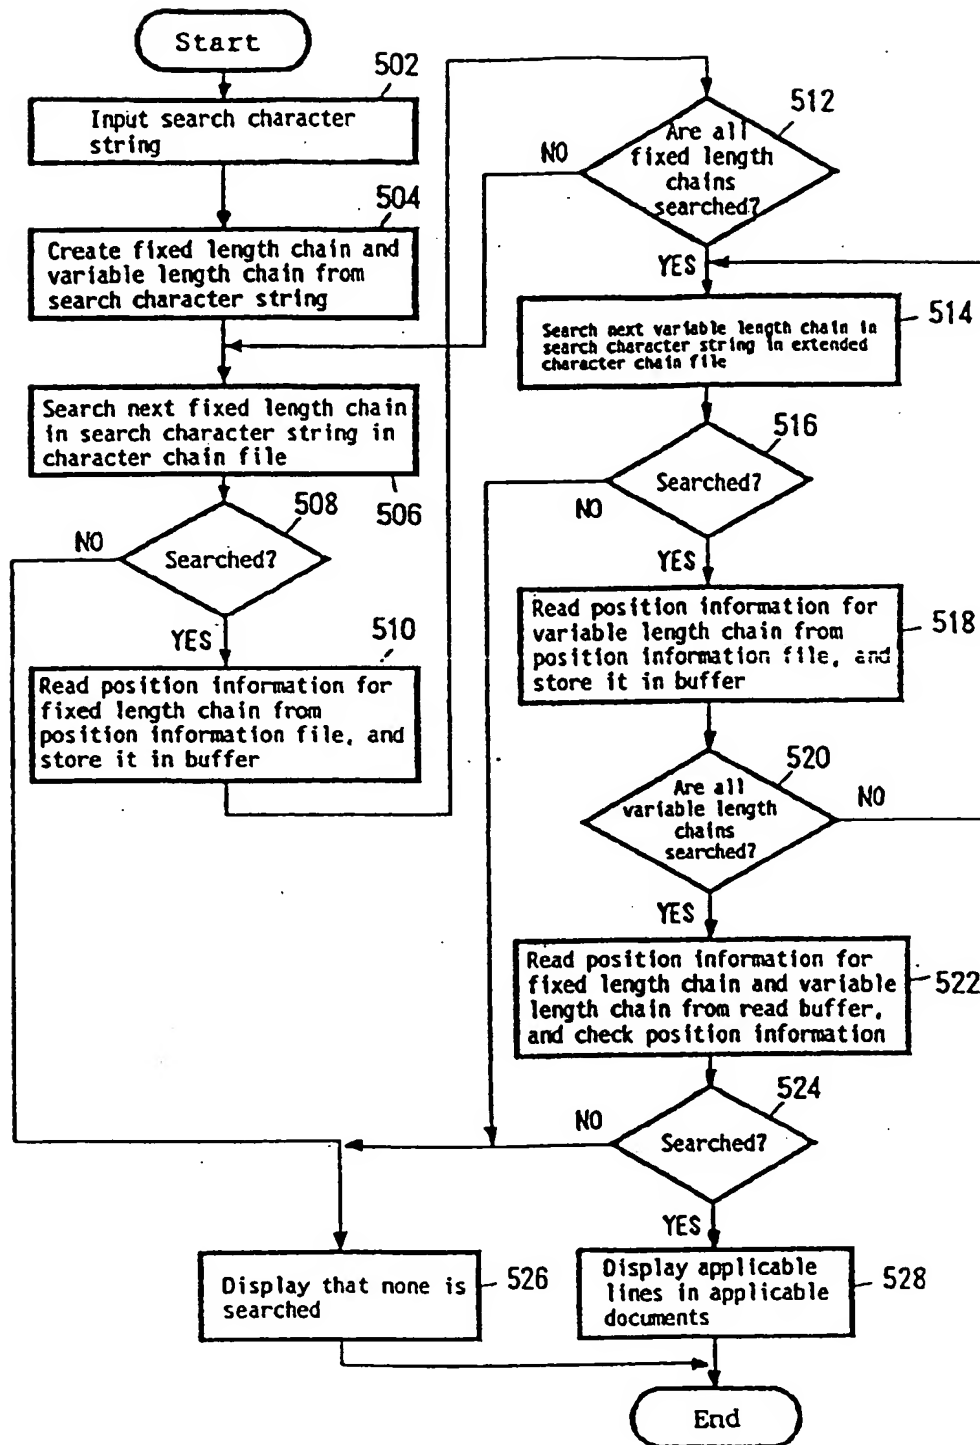 Start
502
Input search character
string
504
Create fixed length chain and
variable length chain from
search character string
Search next fixed length chain
in search character string in
character chain file
506
508
NO
Searched?
YES
510
Read position information for
fixed length chain from
position information file, and
store it in buffer
512
NO
Are all
fixed length
chains
searched?
YES
514
Search next variable length chain in
search character string in extended
character chain file
516
Searched?
NO
YES
Read position information for
variable length chain from
position information file, and
store it in buffer
518
520
Are all
variable length
chains
searched?
NO
YES
Read position information for
fixed length chain and variable
length chain from read buffer,
and check position information
522
524
NO
Searched?
YES
Display that none is
searched
526
Display applicable
lines in applicable
documents
528
End